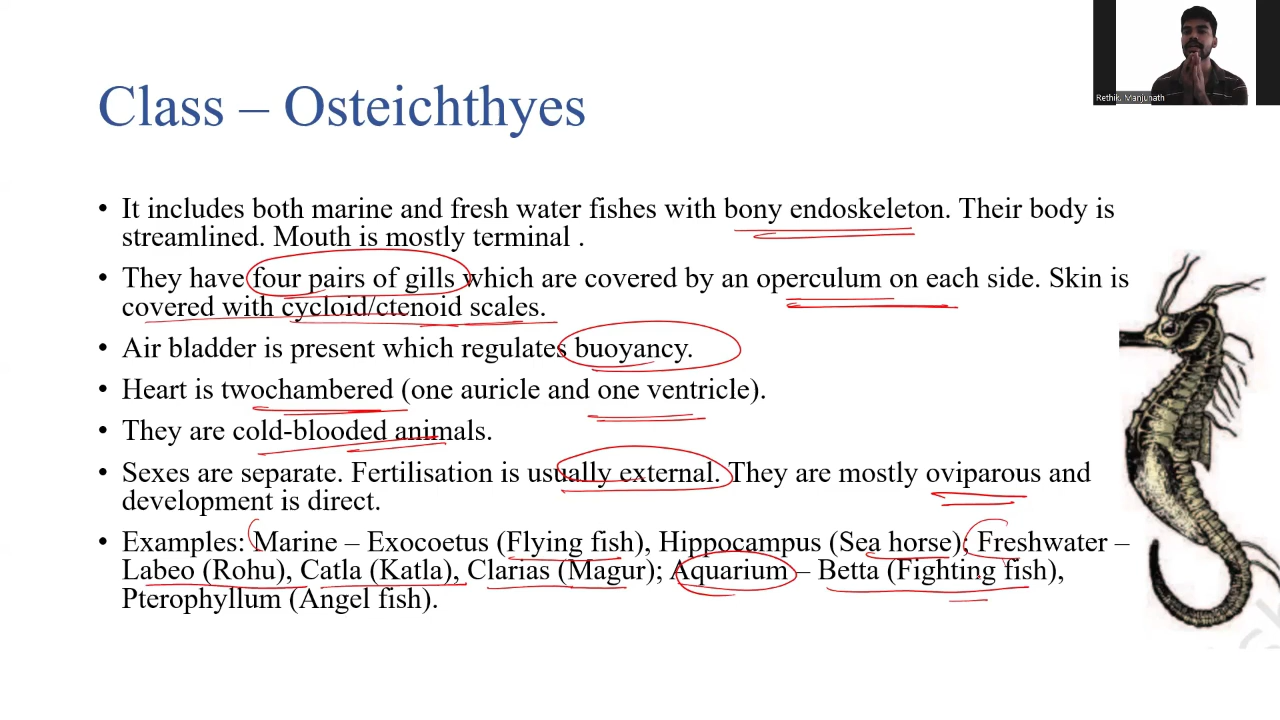 Rethik. Manjunath
Class – Osteichthyes
• It includes both marine and fresh water fishes with bony endoskeleton. Their body is
streamlined. Mouth is mostly terminal .
• They have four pairs of gills which are covered by an operculum on each side. Skin is
covered with cycloid/ctenoid scales.
• Air bladder is present which regulates buoyancy.
• Heart is twochambered (one auricle and one ventricle).
• They are cold-blooded animals.
• Sexes are separate. Fertilisation is usually external. They are mostly oviparous and
development is direct.
• Examples: Marine – Exocoetus (Flying fish), Hippocampus (Sea horse); Freshwater –
Labeo (Rohu), Catla (Katla), Clarias (Magur); Aquarium – Betta (Fighting fish),
Pterophyllum (Angel fish).